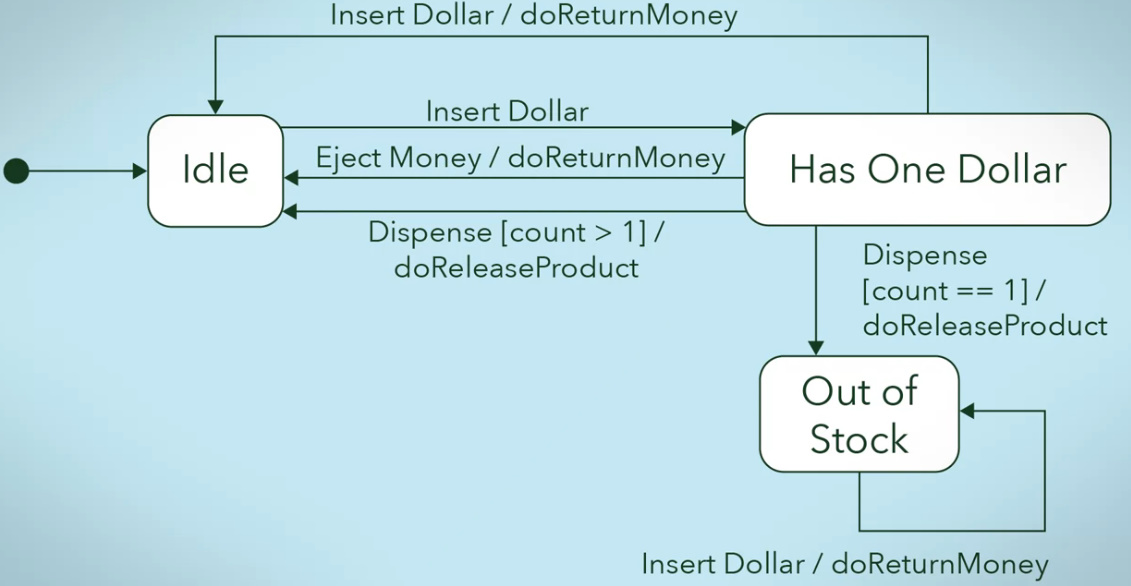 Insert Dollar / doReturnMoney
Insert Dollar
Idle
Eject Money / doReturnMoney
Has One Dollar
Dispense [count > 1] /
doReleaseProduct
Dispense
[count == 1] /
doReleaseProduct
Out of
Stock
Insert Dollar / doReturnMoney